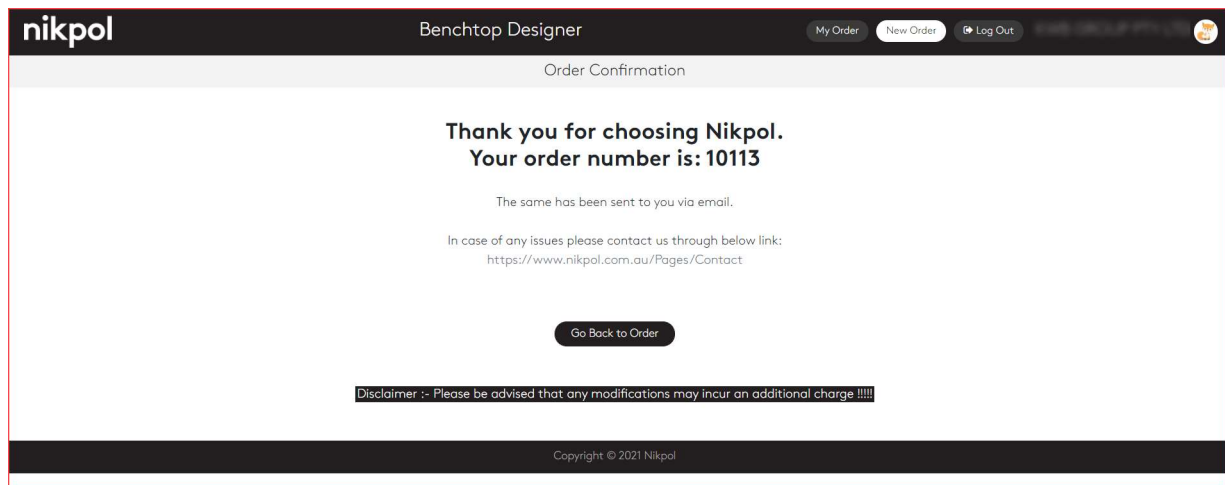 nikpol
Benchtop Designer
My Order
New Order
Log Out
Order Confirmation
Thank you for choosing Nikpol.
Your order number is: 10113
The same has been sent to you via email.
In case of any issues please contact us through below link:
https://www.nikpol.com.au/Pages/Contact
Go Back to Order
Disclaimer :- Please be advised that any modifications may incur an additional charge !!!!!
Copyright © 2021 Nikpol